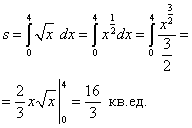 s = ∫₀⁴ √x dx = ∫₀⁴ x^(1/2) dx = ∫₀⁴ x^(3/2) / (3/2) =
= 2/3 x√x |₀⁴ = 16/3 кв.ед.